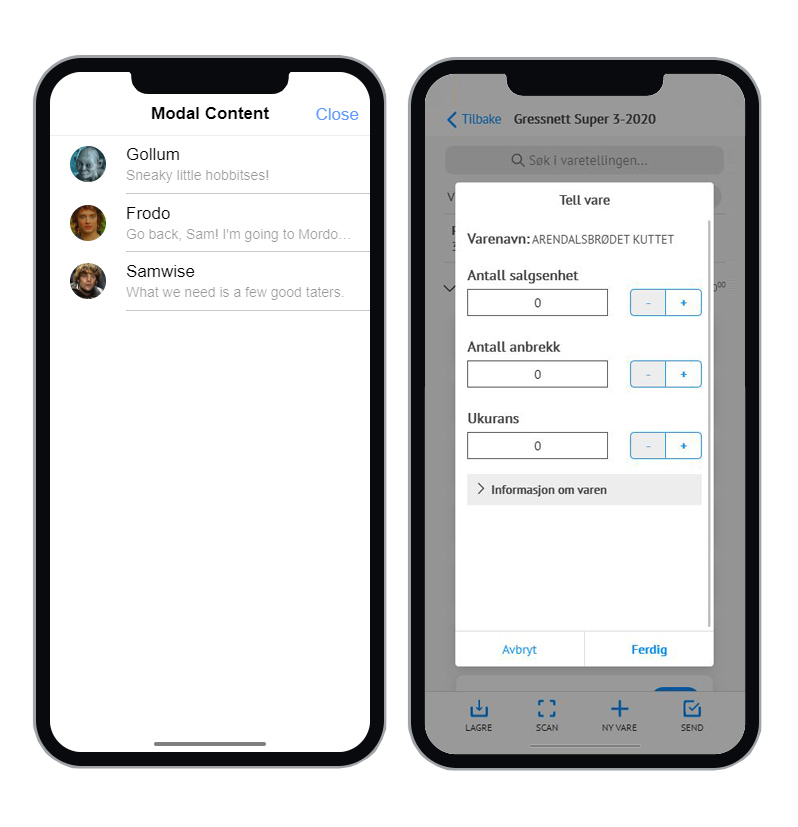 Modal Content
Close
Gollum
Sneaky little hobbitses!
Frodo
Go back, Sam! I'm going to Mordo...
Samwise
What we need is a few good taters.
Tilbake
Gressnett Super 3-2020
Søk i varetellingen...
Tell vare
Varenavn: ARENDALSBRØDET KUTTET
Antall salgsenhet
0
-
+
Antall anbrekk
0
-
+
Ukurans
0
-
+
Informasjon om varen
Avbryt
Ferdig
LAGRE
SCAN
NY VARE
SEND